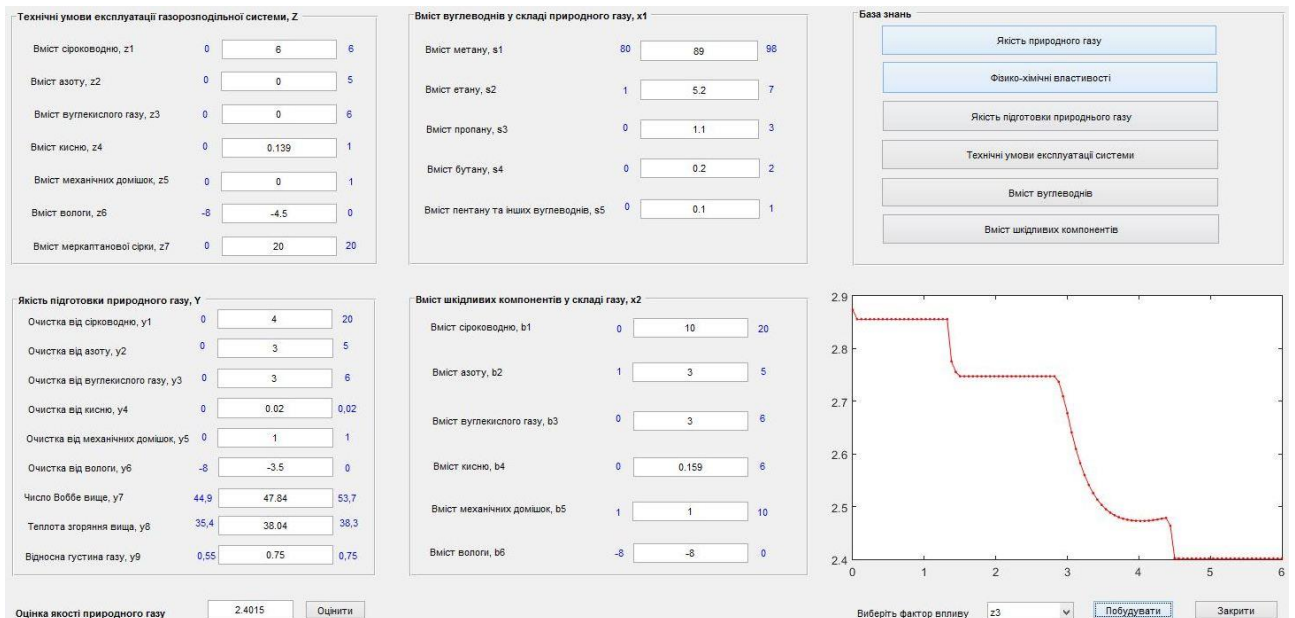 Технічні умови експлуатації газорозподільної системи, Z
Вміст сіроководню, z1 0 6 6
Вміст азоту, z2 0 0 5
Вміст вуглекислого газу, z3 0 0 6
Вміст кисню, z4 0 0.139 1
Вміст механічних домішок, z5 0 0 1
Вміст вологи, z6 -8 -4.5 0
Вміст меркаптанової сірки, z7 0 20 20
Вміст вуглеводнів у складі природного газу, x1
Вміст метану, s1 80 89 98
Вміст етану, s2 1 5.2 7
Вміст пропану, s3 0 1.1 3
Вміст бутану, s4 0 0.2 2
Вміст пентану та інших вуглеводнів, s5 0 0.1 1
База знань
Якість природного газу
Фізико-хімічні властивості
Якість підготовки природнього газу
Технічні умови експлуатації системи
Вміст вуглеводнів
Вміст шкідливих компонентів
Якість підготовки природного газу, Y
Очистка від сірководню, y1 0 4 20
Очистка від азоту, y2 0 3 5
Очистка від вуглекислого газу, y3 0 3 6
Очистка від кисню, y4 0 0.02 0,02
Очистка від механічних домішок, y5 0 1 1
Очистка від вологи, y6 -8 -3.5 0
Число Воббе вище, y7 44,9 47.84 53,7
Теплота згоряння вища, y8 35,4 38.04 38,3
Відносна густина газу, y9 0,55 0.75 0,75
Вміст шкідливих компонентів у складі газу, x2
Вміст сіроководню, b1 0 10 20
Вміст азоту, b2 1 3 5
Вміст вуглекислого газу, b3 0 3 6
Вміст кисню, b4 0 0.159 6
Вміст механічних домішок, b5 1 1 10
Вміст вологи, b6 -8 -8 0
2.9
2.8
2.7
2.6
2.5
2.4
0 1 2 3 4 5 6
Оцінка якості природного газу 2.4015 Оцінити
Виберіть фактор впливу z3 Побудувати Закрити